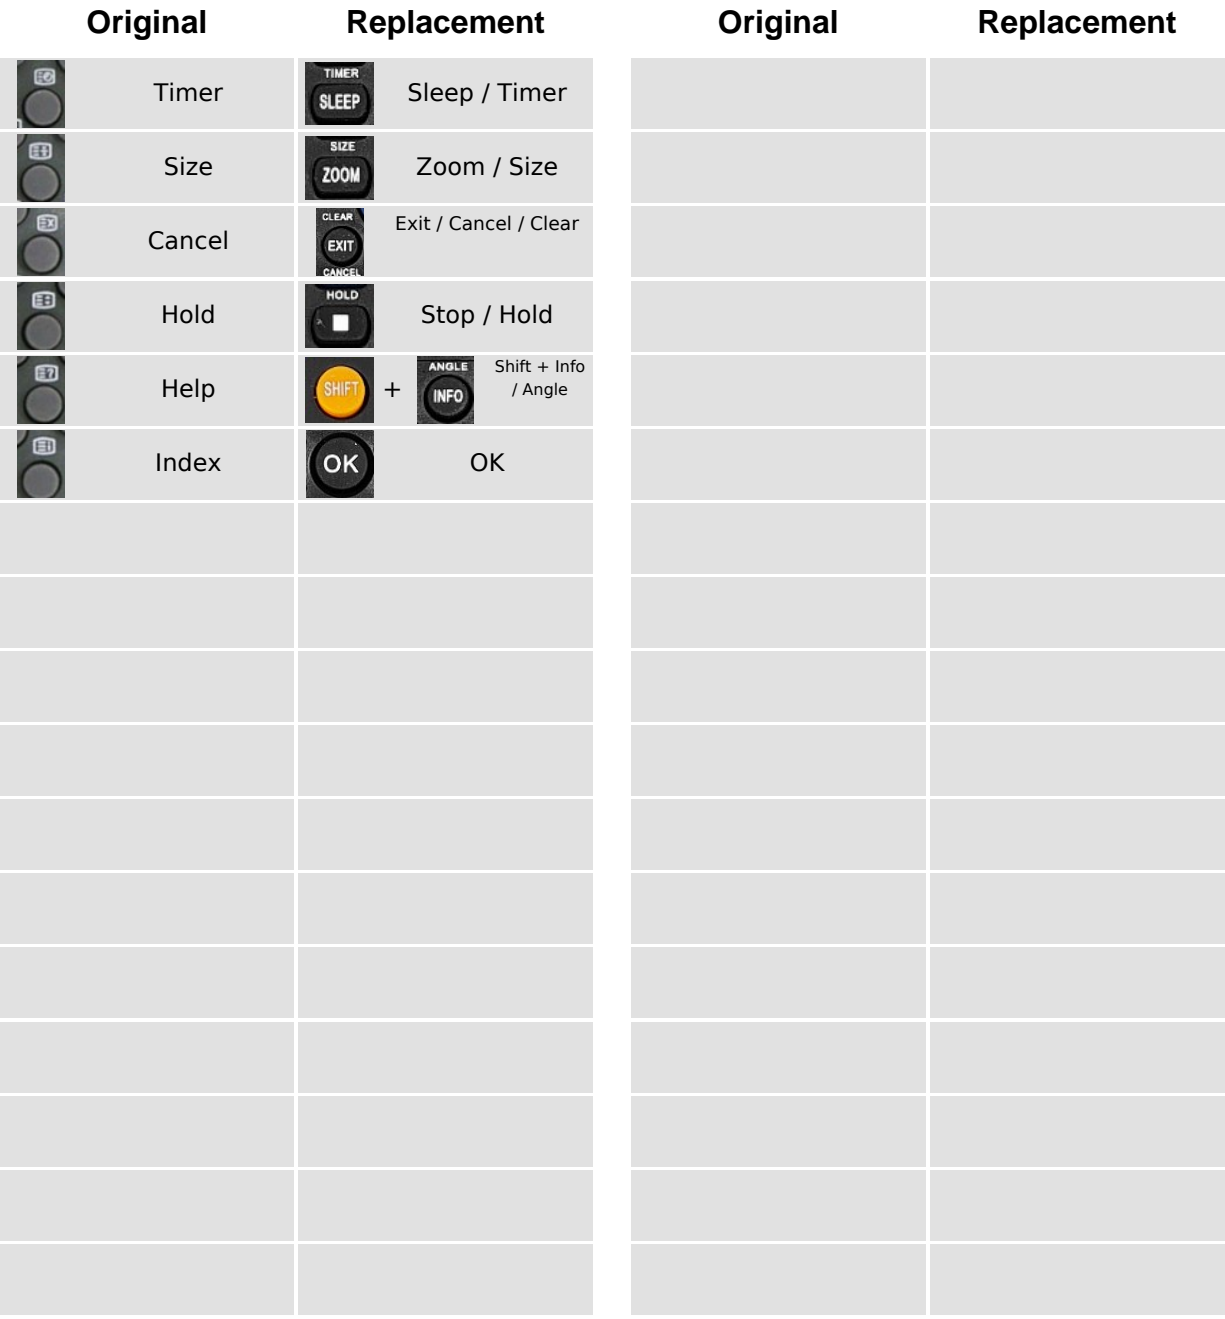 Original Replacement Original Replacement
Timer TIMER SLEEP Sleep / Timer
Size SIZE ZOOM Zoom / Size
Cancel CLEAR EXIT CANCEL Exit / Cancel / Clear
Hold HOLD Stop / Hold
Help SHIFT + ANGLE INFO Shift + Info
/ Angle
Index OK OK